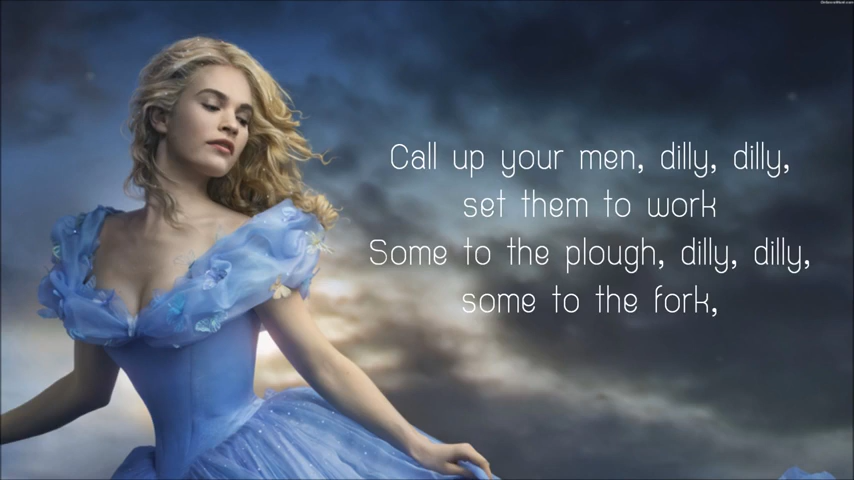 Call up your men, dilly, dilly,
set them to work
Some to the plough, dilly, dilly,
some to the fork,